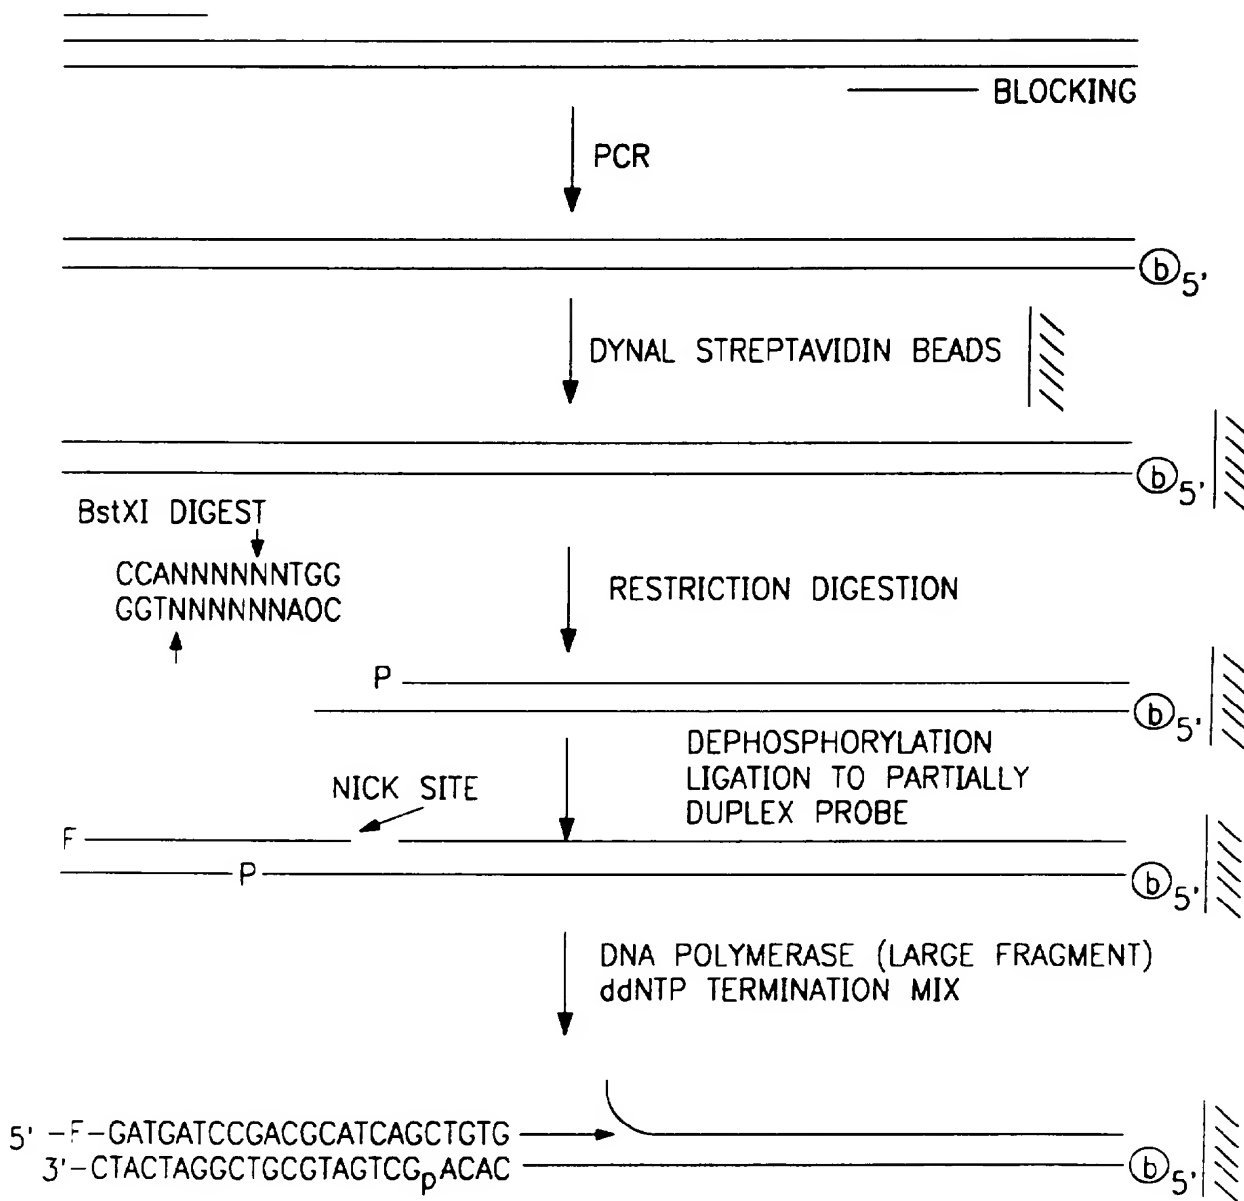 BLOCKING
PCR
b 5'
DYNAL STREPTAVIDIN BEADS
b 5'
BstXI DIGEST
CCANNNNNNTGG
GGTNNNNNNAOC
RESTRICTION DIGESTION
P
b 5'
DEPHOSPHORYLATION
LIGATION TO PARTIALLY
DUPLEX PROBE
NICK SITE
F
P
b 5'
DNA POLYMERASE (LARGE FRAGMENT)
ddNTP TERMINATION MIX
5' -F-GATGATCCGACGCATCAGCTGTG
3'-CTACTAGGCTGCGTAGTCGpACAC
b 5'